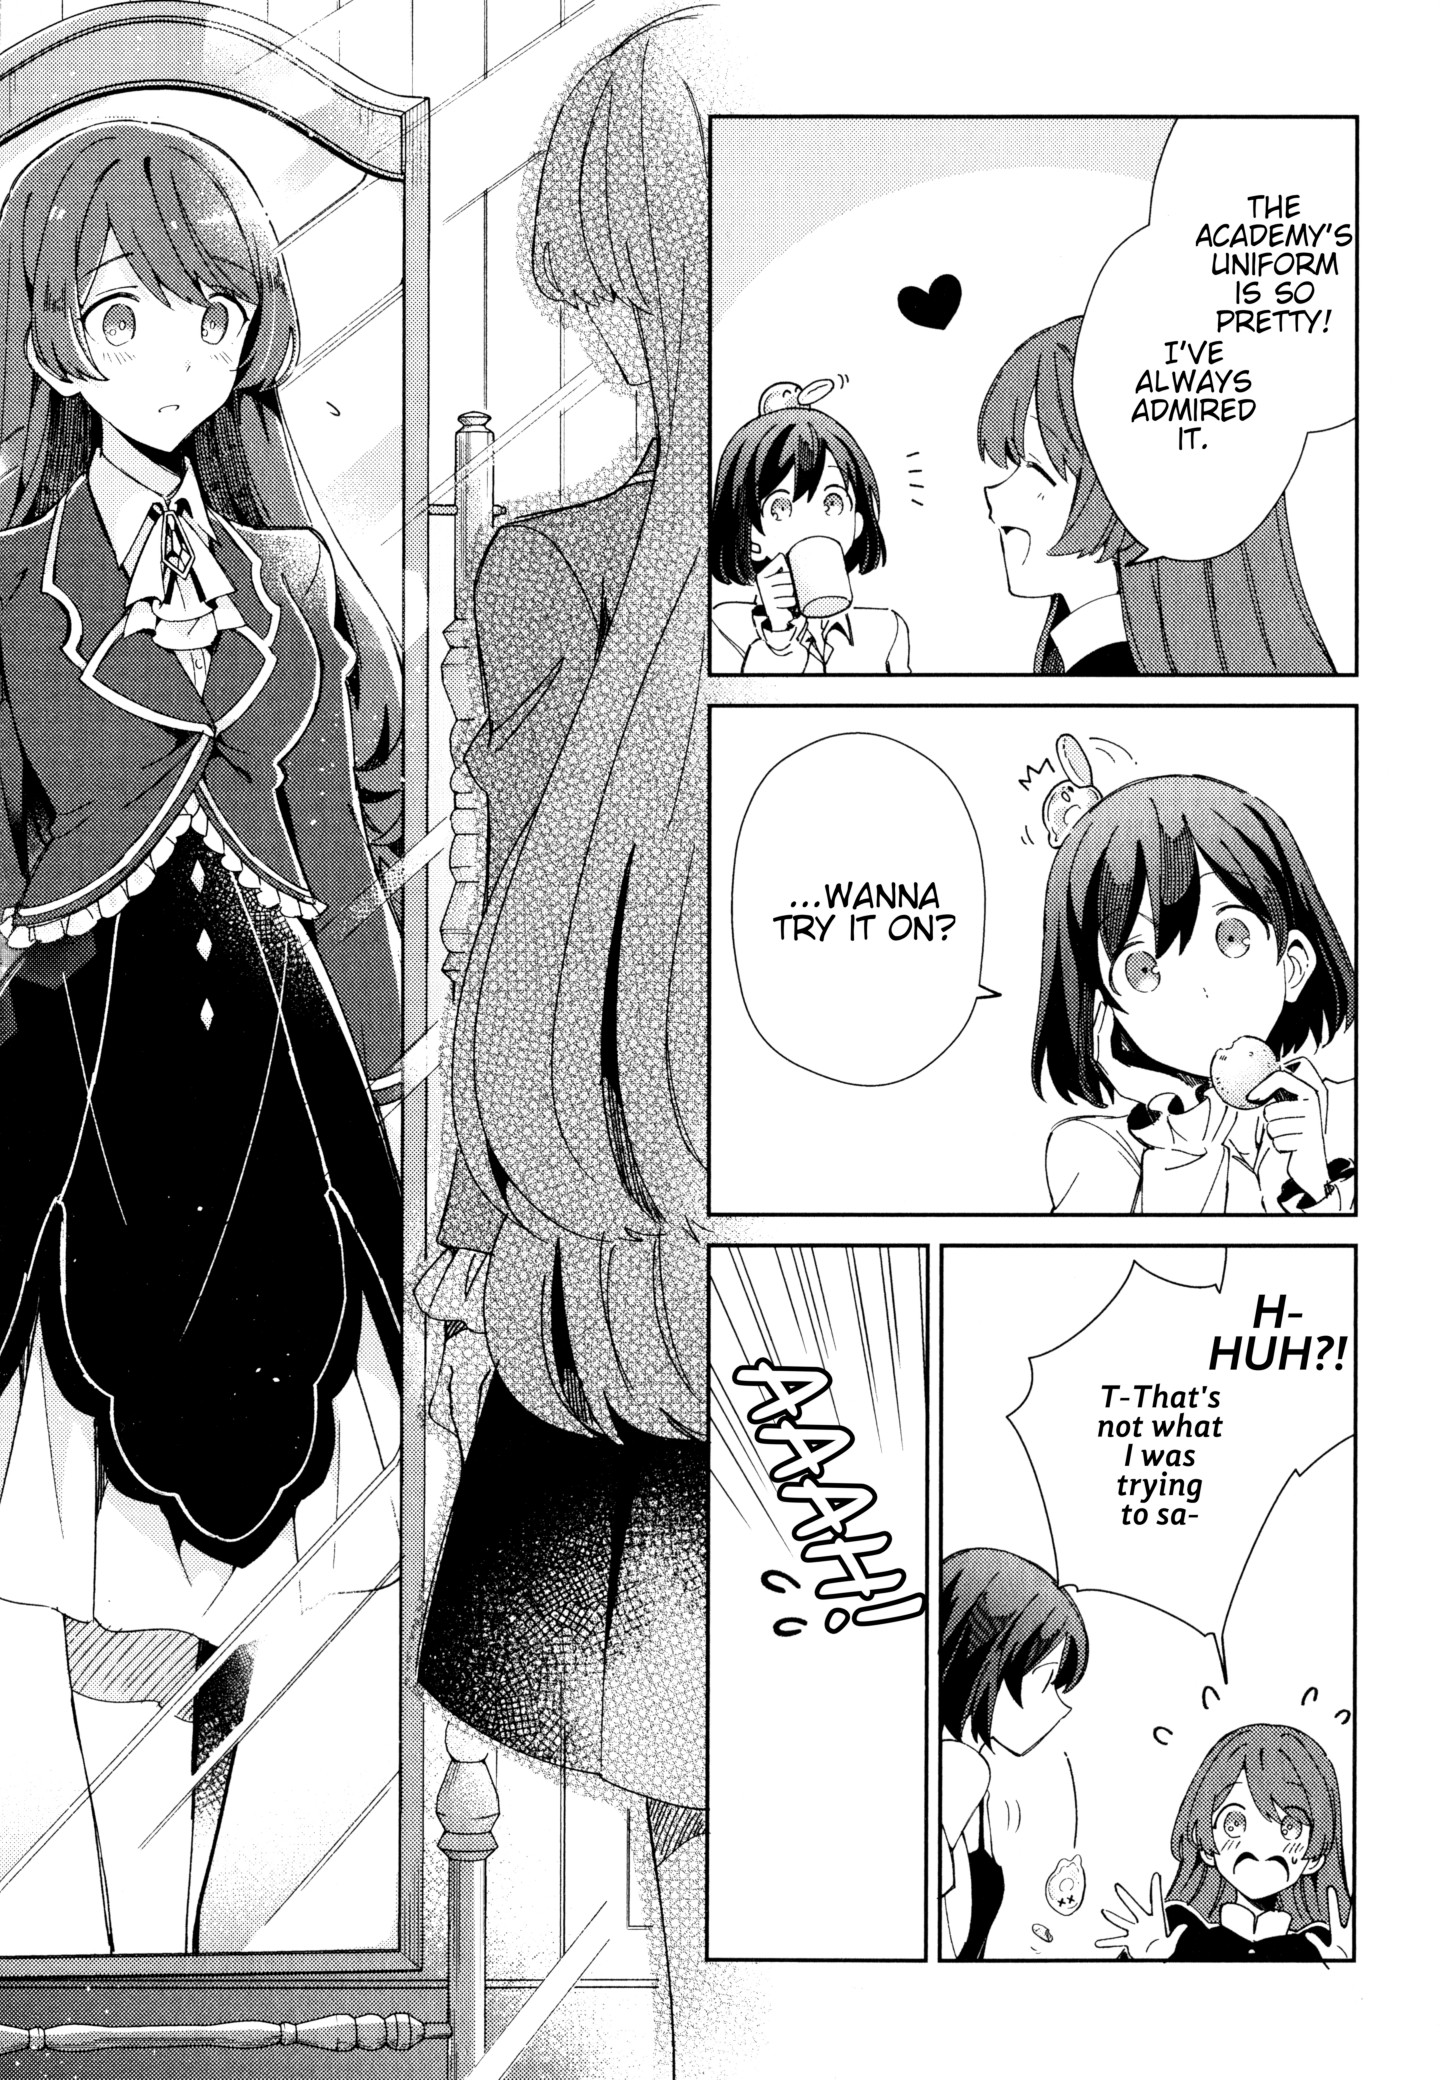 THE
ACADEMY'S
UNIFORM
IS SO
PRETTY!
I'VE
ALWAYS
ADMIRED
IT.
...WANNA
TRY IT ON?
H-
HUH?!
T-That's
not what
I was
trying
to sa-
AAAAH!